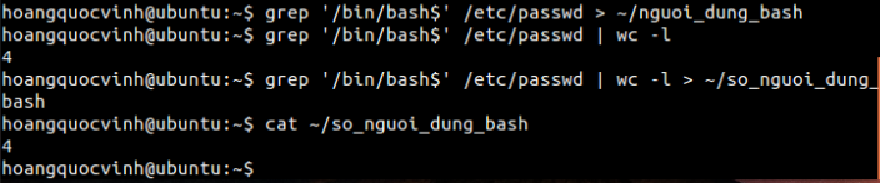 hoangquocvinh@ubuntu:~$ grep '/bin/bash$' /etc/passwd > ~/nguoi_dung_bash
hoangquocvinh@ubuntu:~$ grep '/bin/bash$' /etc/passwd | wc -l
4
hoangquocvinh@ubuntu:~$ grep '/bin/bash$' /etc/passwd | wc -l > ~/so_nguoi_dung_
bash
hoangquocvinh@ubuntu:~$ cat ~/so_nguoi_dung_bash
4
hoangquocvinh@ubuntu:~$